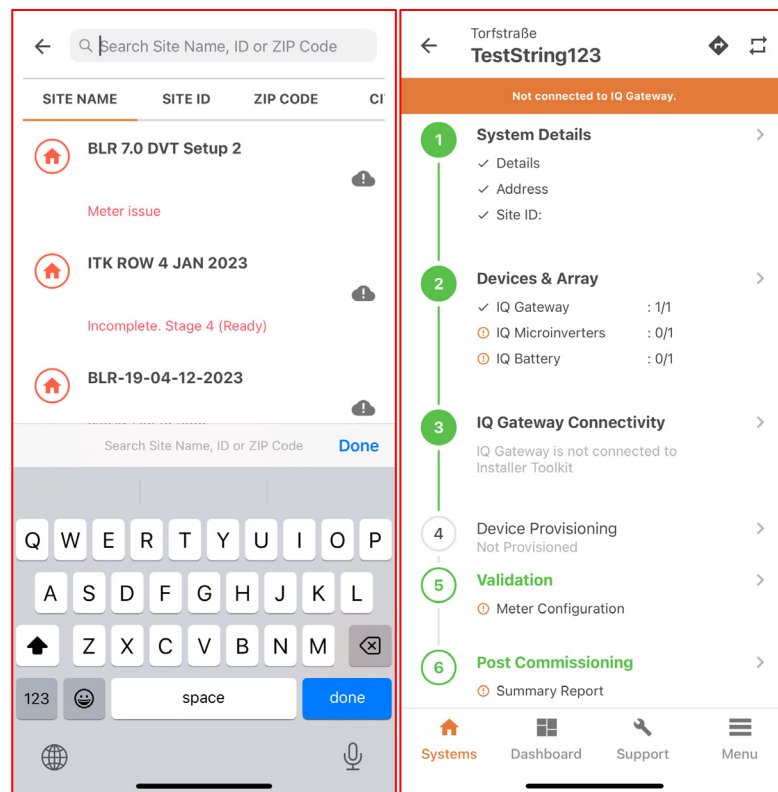 Search Site Name, ID or ZIP Code
SITE NAME SITE ID ZIP CODE CI
BLR 7.0 DVT Setup 2
Meter issue
ITK ROW 4 JAN 2023
Incomplete. Stage 4 (Ready)
BLR-19-04-12-2023
Search Site Name, ID or ZIP Code Done
Q W E R T Y U I O P
A S D F G H J K L
Z X C V B N M
123 space done
Torfstraße
TestString123
Not connected to IQ Gateway.
1 System Details
Details
Address
Site ID:
2 Devices & Array
IQ Gateway : 1/1
IQ Microinverters : 0/1
IQ Battery : 0/1
3 IQ Gateway Connectivity
IQ Gateway is not connected to
Installer Toolkit
4 Device Provisioning
Not Provisioned
5 Validation
Meter Configuration
6 Post Commissioning
Summary Report
Systems Dashboard Support Menu